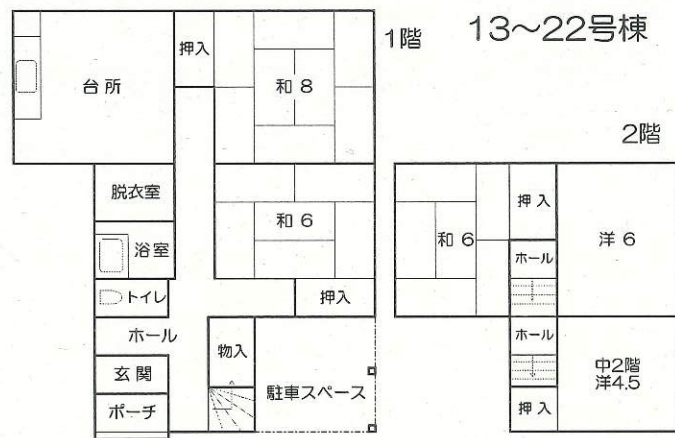 13～22号棟
1階
押入
台所
和8
脱衣室
和6
浴室
トイレ
押入
ホール
物入
玄関
駐車スペース
ポーチ
2階
押入
和6
洋6
ホール
ホール
中2階
洋4.5
押入